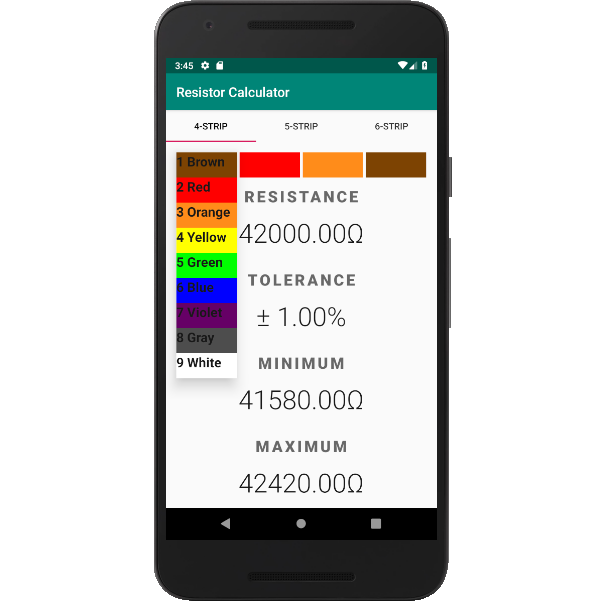 3:45
Resistor Calculator
4-STRIP 5-STRIP 6-STRIP
1 Brown
2 Red
3 Orange
4 Yellow
5 Green
6 Blue
7 Violet
8 Gray
9 White
RESISTANCE
42000.00Ω
TOLERANCE
± 1.00%
MINIMUM
41580.00Ω
MAXIMUM
42420.00Ω